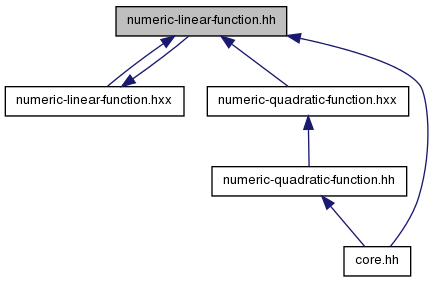 numeric-linear-function.hh
numeric-linear-function.hxx
numeric-quadratic-function.hxx
numeric-quadratic-function.hh
core.hh